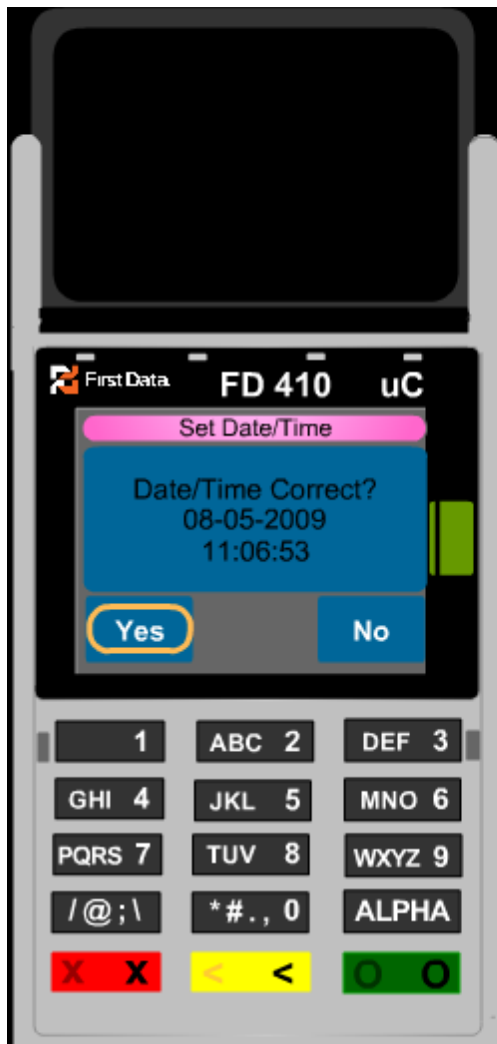 First Data. FD 410 uC
Set Date/Time
Date/Time Correct?
08-05-2009
11:06:53
Yes No
1 ABC 2 DEF 3
GHI 4 JKL 5 MNO 6
PQRS 7 TUV 8 WXYZ 9
/@;\ *#., 0 ALPHA
X X < < O O